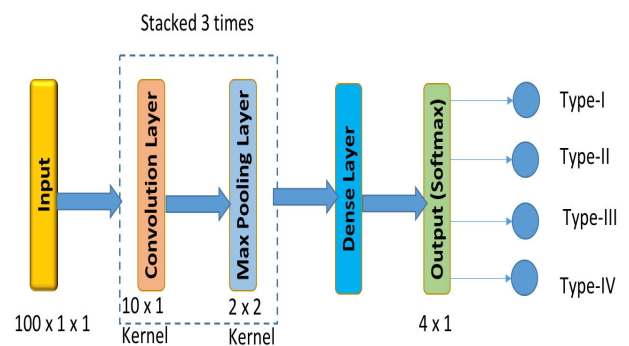 Stacked 3 times
Input
Convolution Layer
Max Pooling Layer
Dense Layer
Output (Softmax)
Type-I
Type-II
Type-III
Type-IV
100 x 1 x 1
10 x 1
Kernel
2 x 2
Kernel
4 x 1